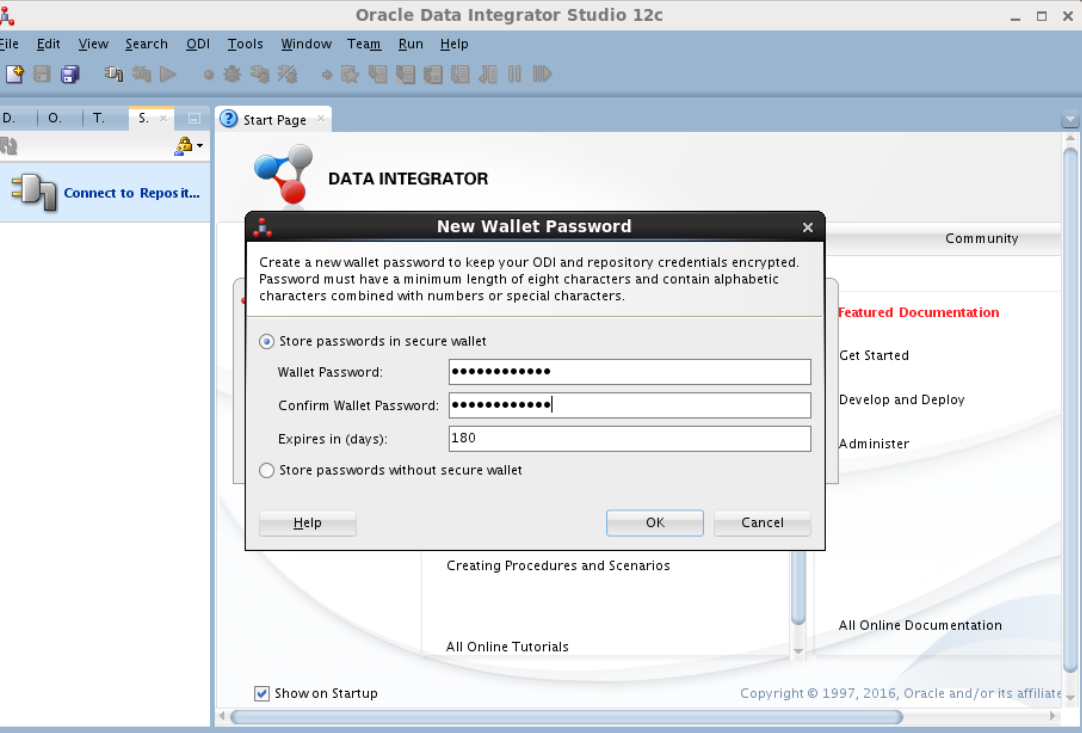 Oracle Data Integrator Studio 12c
File Edit View Search ODI Tools Window Team Run Help
D. O. T. S.
Start Page
Connect to Reposit...
DATA INTEGRATOR
New Wallet Password
Community
Create a new wallet password to keep your ODI and repository credentials encrypted.
Password must have a minimum length of eight characters and contain alphabetic
characters combined with numbers or special characters.
Featured Documentation
Store passwords in secure wallet
Get Started
Wallet Password: ••••••••••••
Develop and Deploy
Confirm Wallet Password: ••••••••••••
Expires in (days): 180
Administer
Store passwords without secure wallet
Help OK Cancel
Creating Procedures and Scenarios
All Online Documentation
All Online Tutorials
Show on Startup
Copyright © 1997, 2016, Oracle and/or its affiliate